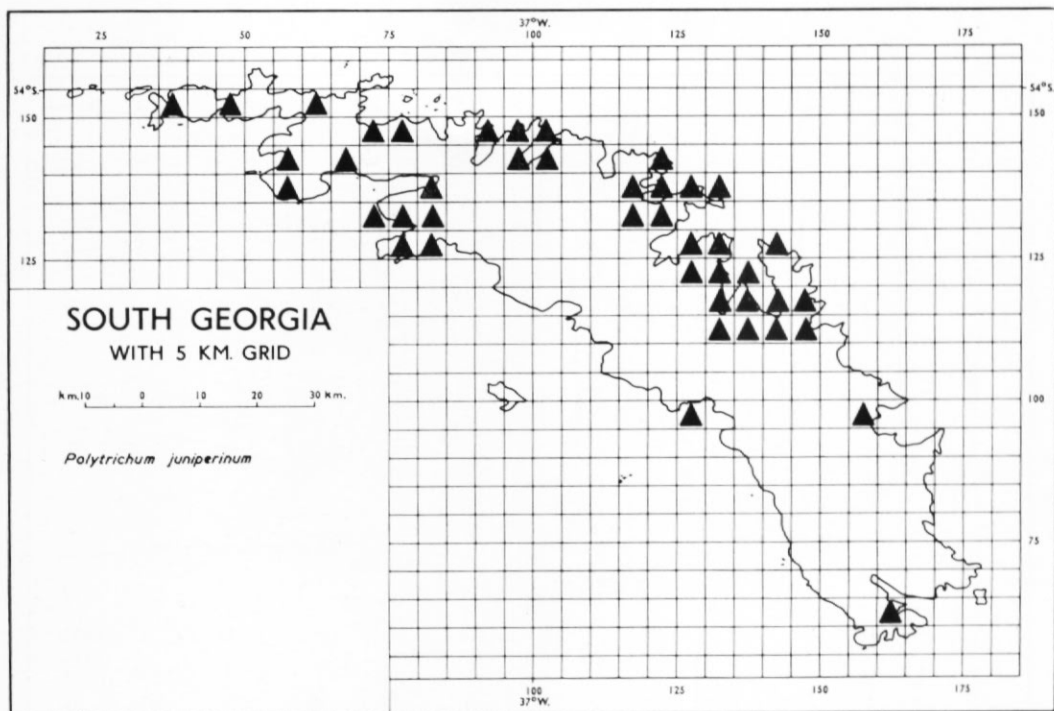 37°W.
25 50 75 100 125 150 175
54°S. 54°S.
150 150
125 125
SOUTH GEORGIA
WITH 5 KM. GRID
km.10 0 10 20 30 km.
100
Polytrichum juniperinum
75
100 125 150 175
37°W.